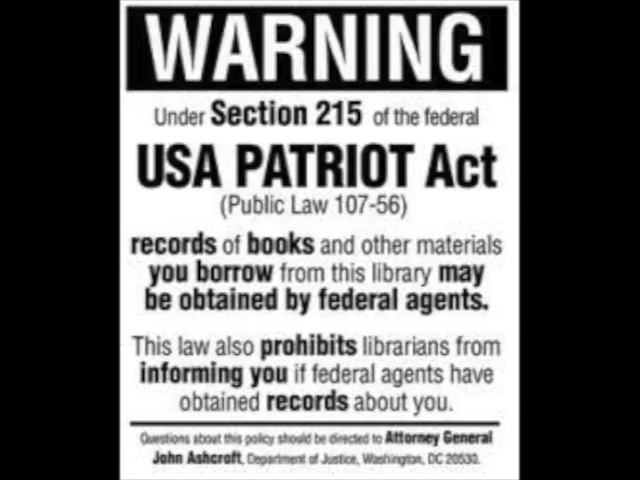 WARNING
Under Section 215 of the federal
USA PATRIOT Act
(Public Law 107-56)
records of books and other materials
you borrow from this library may
be obtained by federal agents.
This law also prohibits librarians from
informing you if federal agents have
obtained records about you.
Questions about this policy should be directed to Attorney General
John Ashcroft, Department of Justice, Washington, DC 20530.